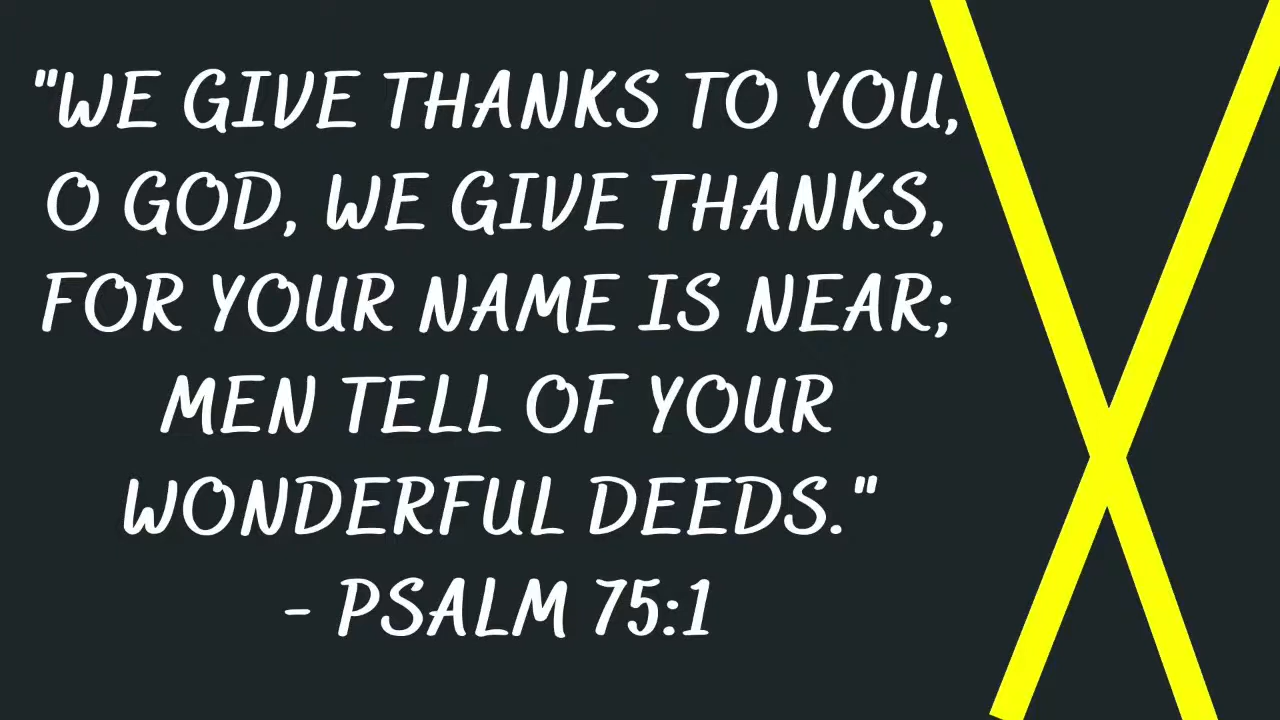 "WE GIVE THANKS TO YOU,
O GOD, WE GIVE THANKS,
FOR YOUR NAME IS NEAR;
MEN TELL OF YOUR
WONDERFUL DEEDS."
- PSALM 75:1